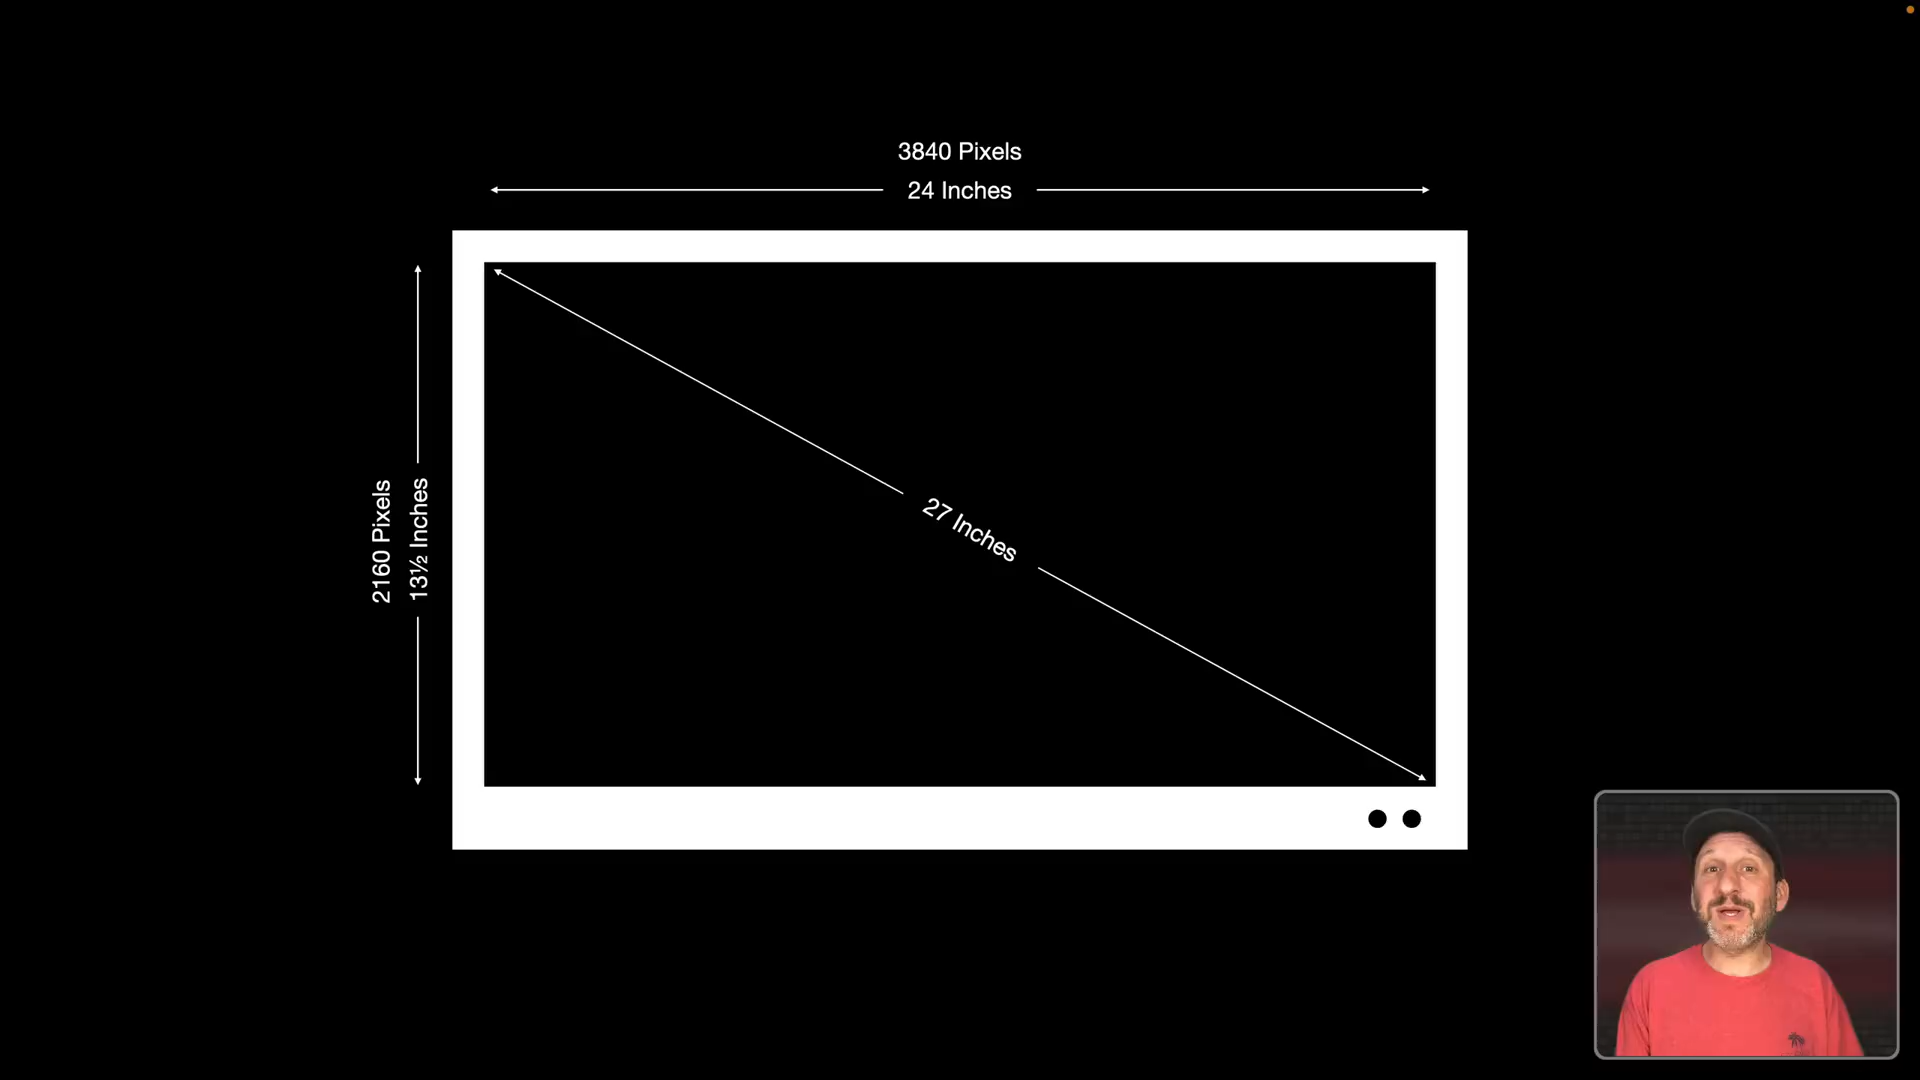 3840 Pixels
24 Inches
2160 Pixels
13½ Inches
27 Inches